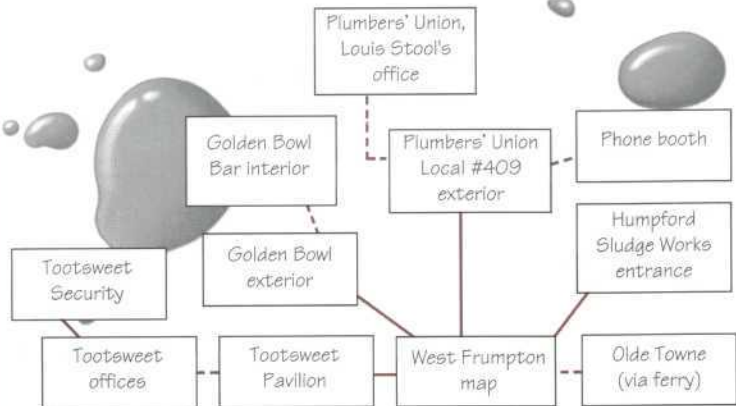 Plumbers' Union,
Louis Stool's
office
Golden Bowl
Bar interior
Plumbers' Union
Local #409
exterior
Phone booth
Humpford
Sludge Works
entrance
Tootsweet
Security
Golden Bowl
exterior
Tootsweet
offices
Tootsweet
Pavilion
West Frumpton
map
Olde Towne
(via ferry)